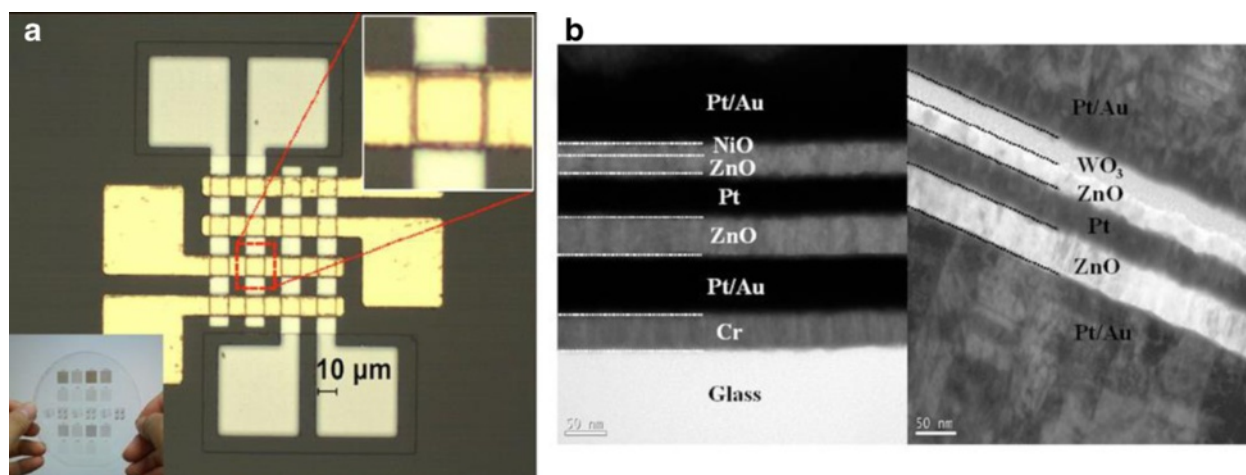 a
10 μm
b
Pt/Au
NiO
ZnO
Pt
ZnO
Pt/Au
Cr
Glass
50 nm
Pt/Au
WO₃
ZnO
Pt
ZnO
Pt/Au
50 nm